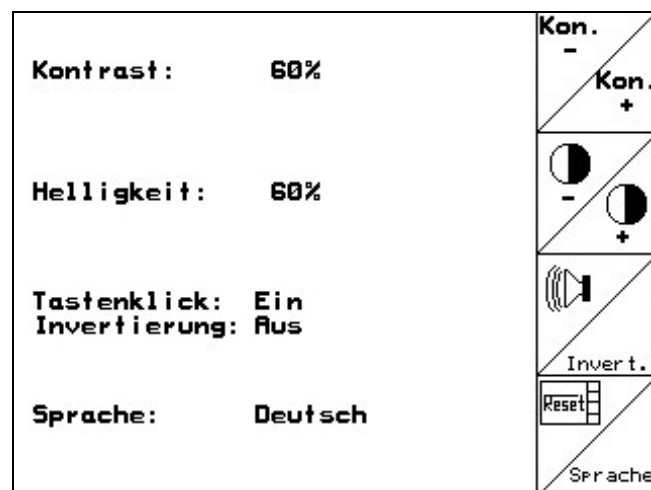 Kontrast: 60%
Helligkeit: 60%
Tastenklick: Ein
Invertierung: Aus
Sprache: Deutsch
Kon.
-
Kon.
+
-
+
Invert.
Reset
Sprache